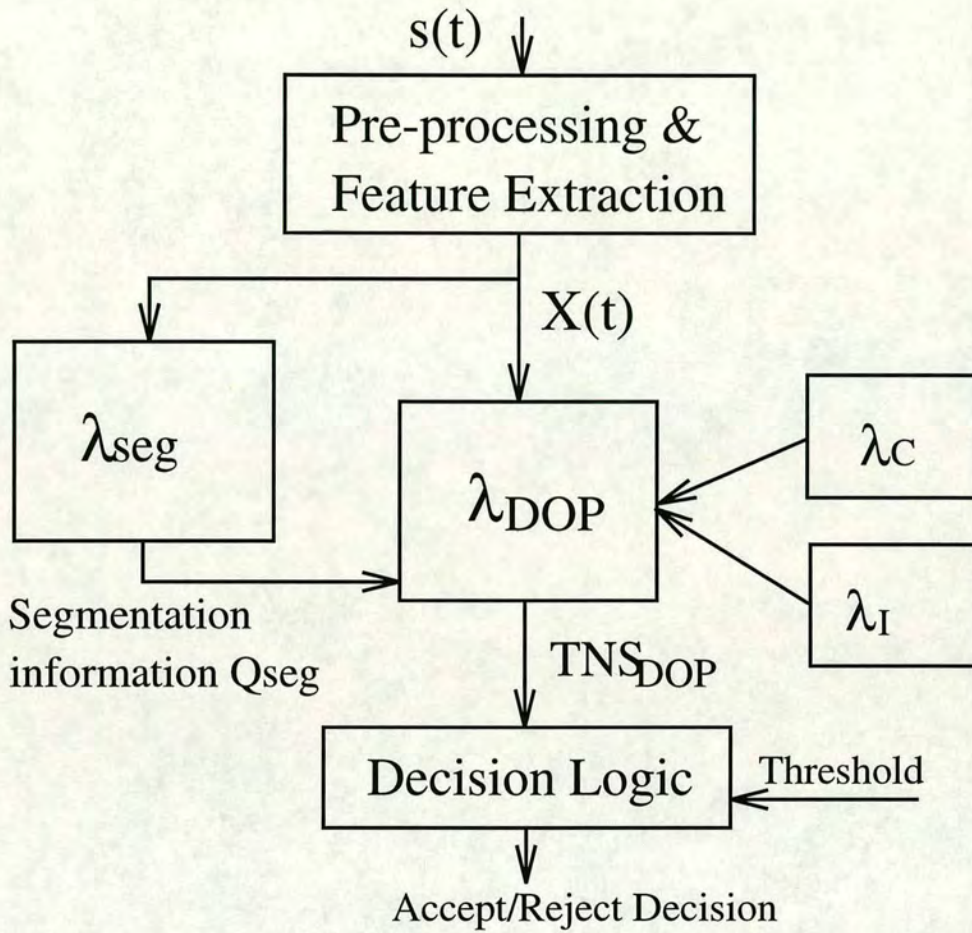 s(t)
Pre-processing &
Feature Extraction
X(t)
λseg
λDOP
λC
λI
Segmentation
information Qseg
TNSDOP
Decision Logic
Threshold
Accept/Reject Decision